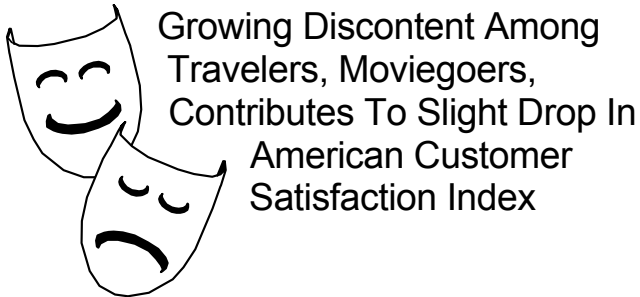 Growing Discontent Among
Travelers, Moviegoers,
Contributes To Slight Drop In
American Customer
Satisfaction Index